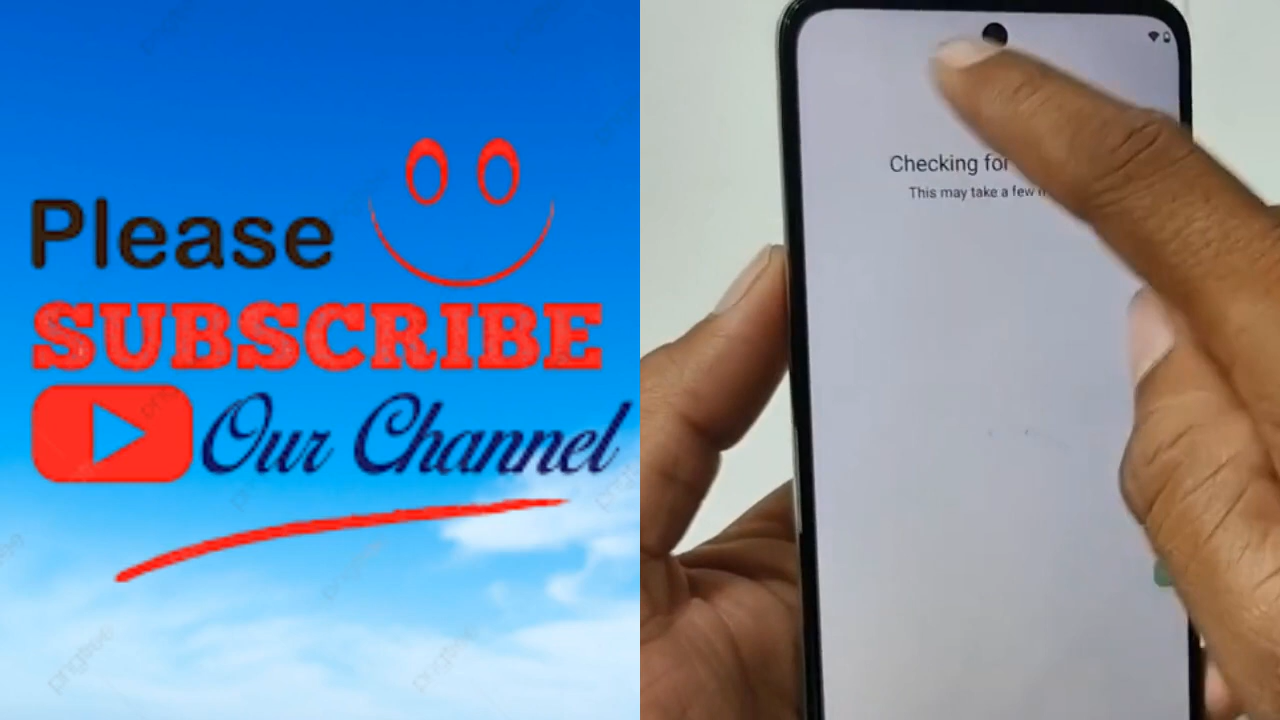 Please
SUBSCRIBE
Our Channel
Checking for
This may take a few